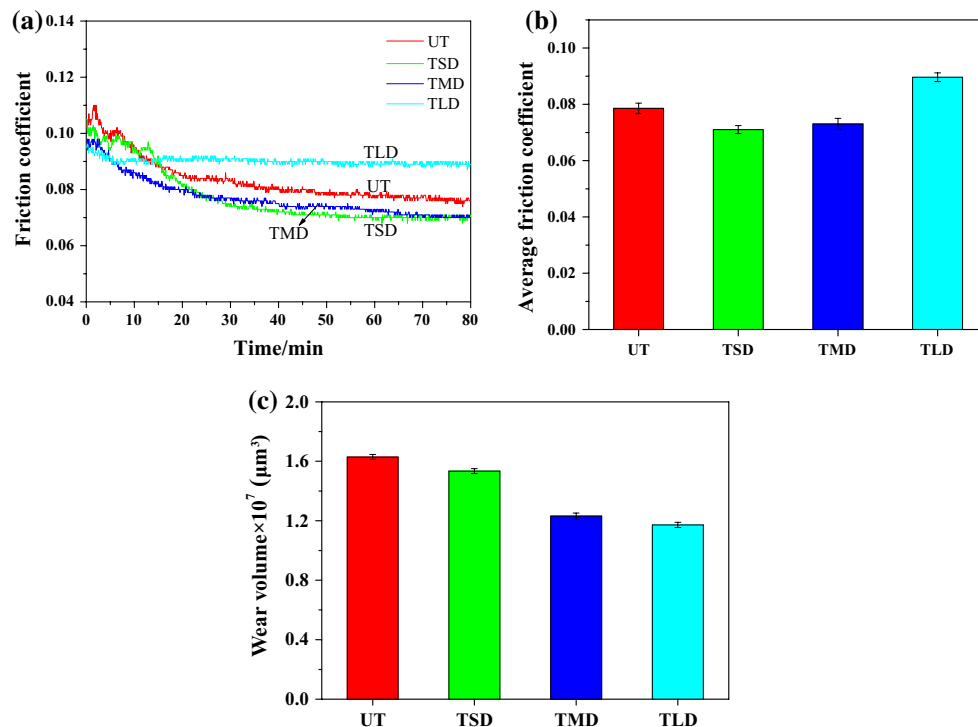 (a)
0.14
0.12
0.10
0.08
0.06
0.04
Friction coefficient
UT
TSD
TMD
TLD
TLD
UT
TMD
TSD
0 10 20 30 40 50 60 70 80
Time/min
(b)
0.10
0.08
0.06
0.04
0.02
0.00
Average friction coefficient
UT TSD TMD TLD
(c)
2.0
1.6
1.2
0.8
0.4
0.0
Wear volume×10⁷ (μm³)
UT TSD TMD TLD